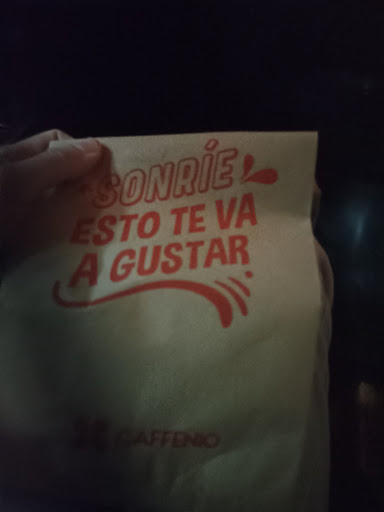 SONRÍE
ESTO TE VA
A GUSTAR
CAFFENIO